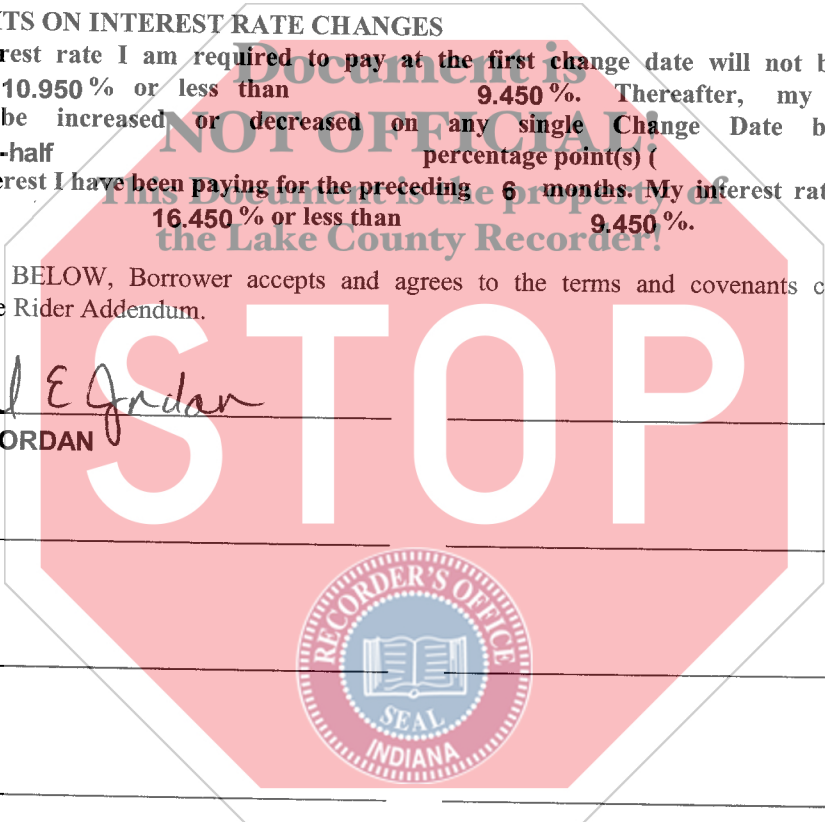 ITS ON INTEREST RATE CHANGES
rest rate I am required to pay at the first change date will not b
10.950 % or less than 9.450 %. Thereafter, my
be increased or decreased on any single Change Date b
-half percentage point(s) (
erest I have been paying for the preceding 6 months. My interest rat
16.450 % or less than 9.450 %.
Document is
NOT OFFICIAL!
This Document is the property of
the Lake County Recorder!
BELOW, Borrower accepts and agrees to the terms and covenants c
e Rider Addendum.
STOP
l E Jordan
ORDAN
RECORDER'S OFFICE
SEAL
INDIANA